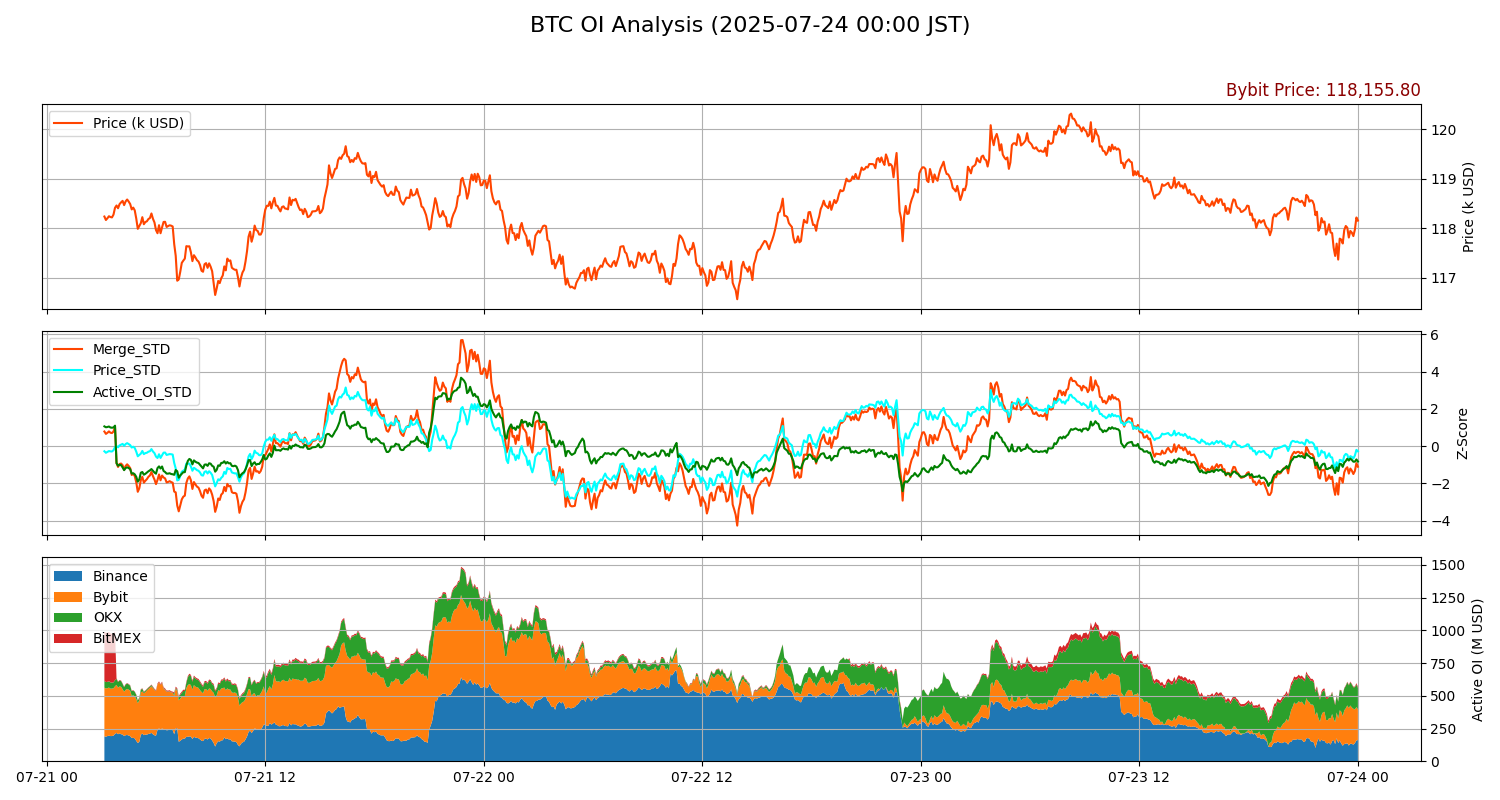 BTC OI Analysis (2025-07-24 00:00 JST)
Bybit Price: 118,155.80
Price (k USD)
120
119
118
117
Price (k USD)
Merge_STD
Price_STD
Active_OI_STD
6
4
2
0
−2
−4
Z-Score
Binance
Bybit
OKX
BitMEX
1500
1250
1000
750
500
250
0
Active OI (M USD)
07-21 00
07-21 12
07-22 00
07-22 12
07-23 00
07-23 12
07-24 00